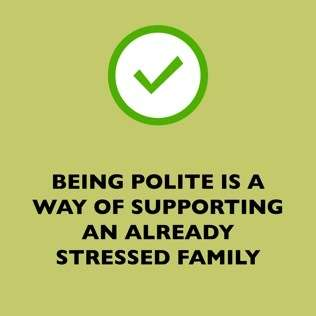 BEING POLITE IS A
WAY OF SUPPORTING
AN ALREADY
STRESSED FAMILY